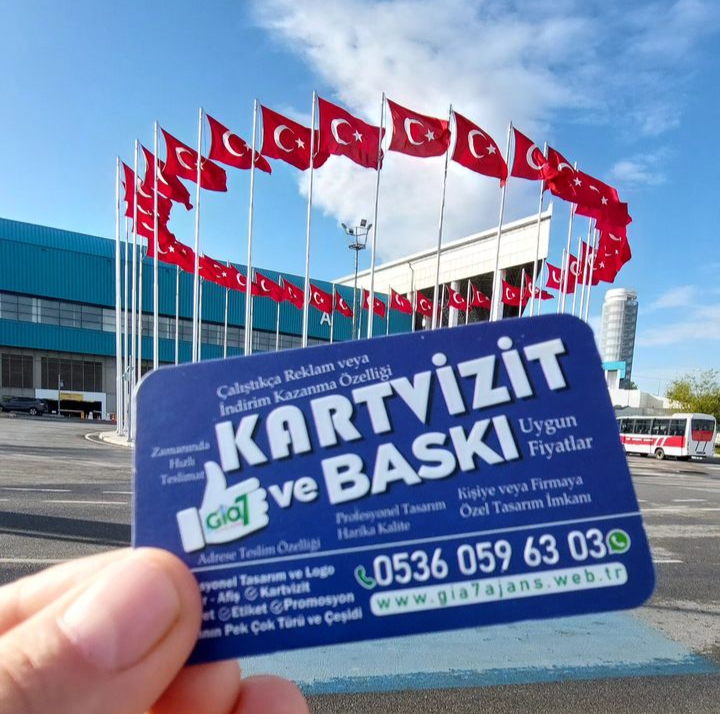 A
Çalıştıkça Reklam veya
İndirim Kazanma Özelliği
KARTVİZİT
ve BASKI
Zamanında
Hızlı
Teslimat
Uygun
Fiyatlar
Gia7
Profesyonel Tasarım
Harika Kalite
Kişiye veya Firmaya
Özel Tasarım İmkanı
Adrese Teslim Özelliği
syonel Tasarım ve Logo
Afiş Kartvizit
et Etiket Promosyon
Pek Çok Türü ve Çeşidi
0536 059 63 03
www.gia7ajans.web.tr